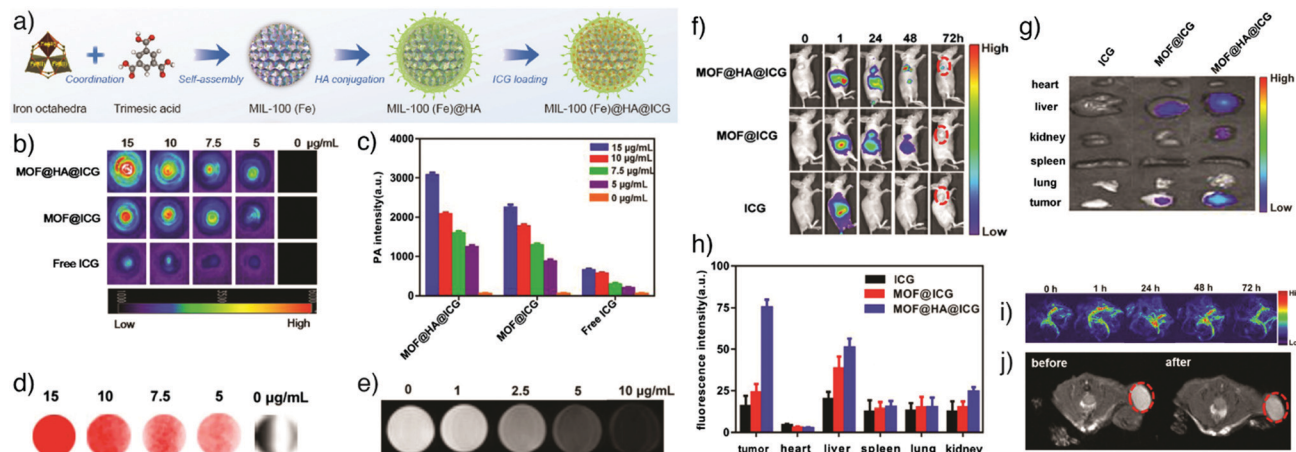 a)
Coordination
Self-assembly
HA conjugation
ICG loading
Iron octahedra
Trimesic acid
MIL-100 (Fe)
MIL-100 (Fe)@HA
MIL-100 (Fe)@HA@ICG
b)
15 10 7.5 5 0 µg/mL
MOF@HA@ICG
MOF@ICG
Free ICG
Low High
c)
PA intensity(a.u.)
4000
3000
2000
1000
0
15 µg/mL
10 µg/mL
7.5 µg/mL
5 µg/mL
0 µg/mL
MOF@HA@ICG
MOF@ICG
Free ICG
d)
15 10 7.5 5 0 µg/mL
e)
0 1 2.5 5 10 µg/mL
f)
0 1 24 48 72h
MOF@HA@ICG
MOF@ICG
ICG
High
Low
g)
ICG
MOF@ICG
MOF@HA@ICG
heart
liver
kidney
spleen
lung
tumor
High
Low
h)
fluorescence intensity(a.u.)
100
75
50
25
0
ICG
MOF@ICG
MOF@HA@ICG
tumor heart liver spleen lung kidney
i)
0 h 1 h 24 h 48 h 72 h
j)
before after